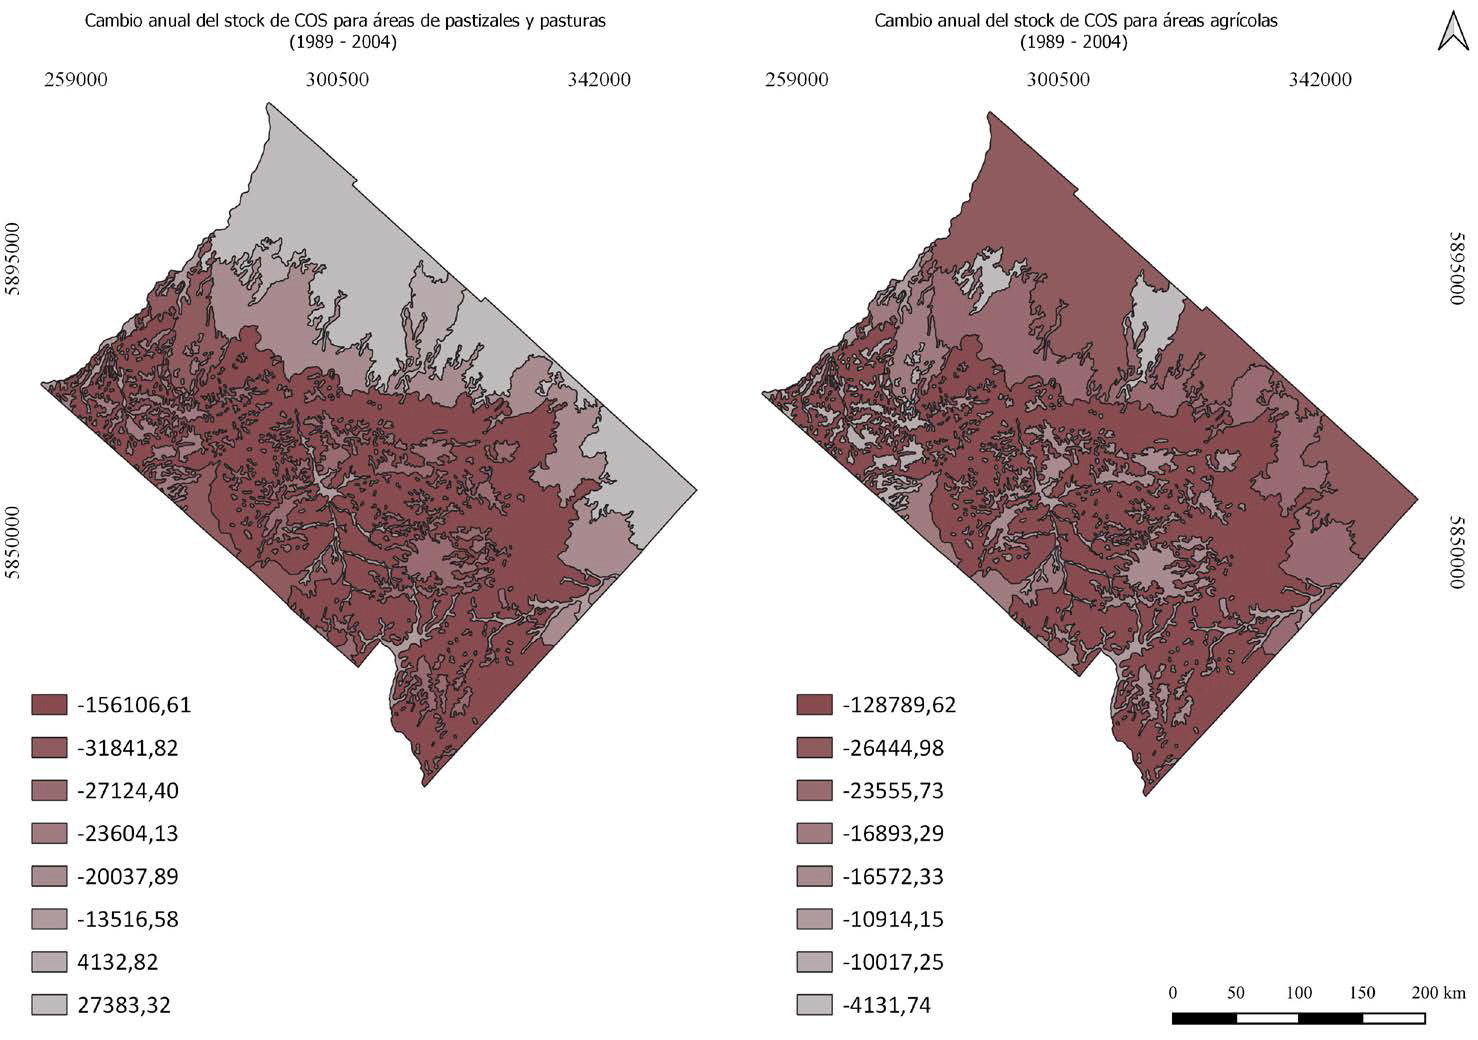 Cambio anual del stock de COS para áreas de pastizales y pasturas
(1989 - 2004)
259000 300500 342000
5895000
5850000
-156106,61
-31841,82
-27124,40
-23604,13
-20037,89
-13516,58
4132,82
27383,32
Cambio anual del stock de COS para áreas agrícolas
(1989 - 2004)
259000 300500 342000
5895000
5850000
-128789,62
-26444,98
-23555,73
-16893,29
-16572,33
-10914,15
-10017,25
-4131,74
0 50 100 150 200 km